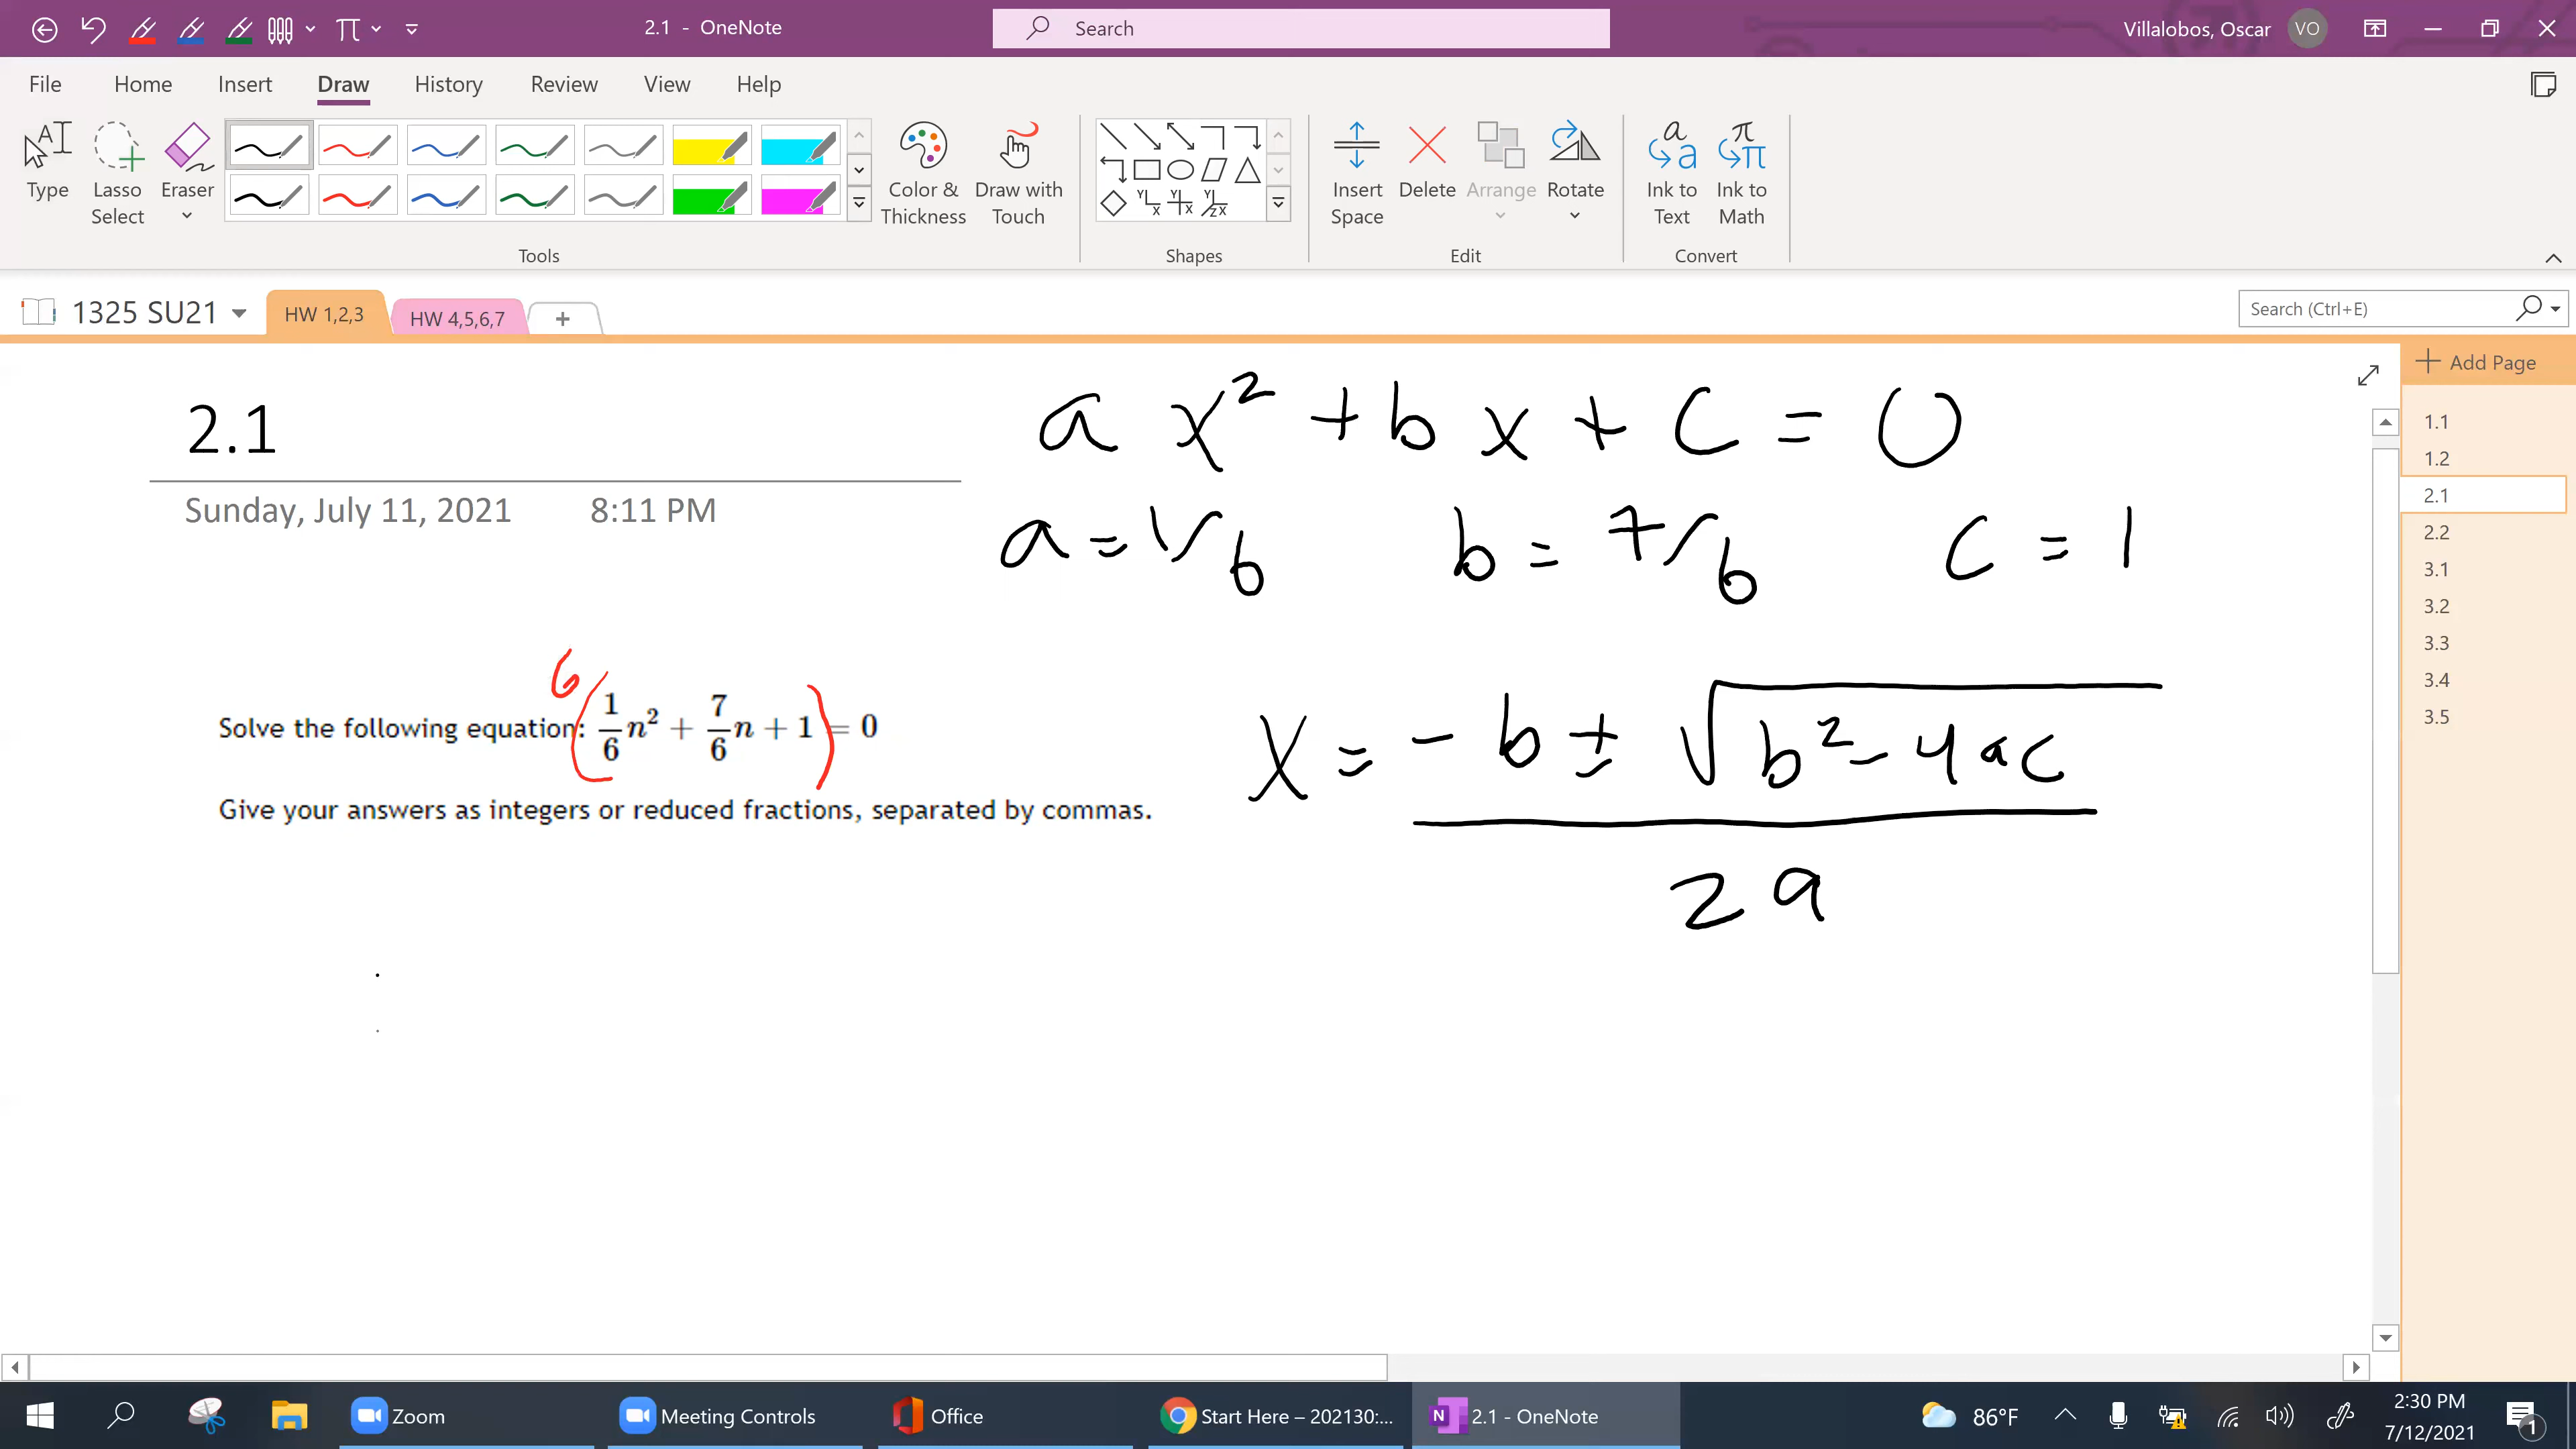 2.1 - OneNote
Search
Villalobos, Oscar VO
File Home Insert Draw History Review View Help
Type
Lasso Select
Eraser
Color & Thickness
Draw with Touch
Insert Space
Delete
Arrange
Rotate
Ink to Text
Ink to Math
Tools
Shapes
Edit
Convert
1325 SU21
HW 1,2,3
HW 4,5,6,7
Search (Ctrl+E)
Add Page
1.1
1.2
2.1
2.2
3.1
3.2
3.3
3.4
3.5
2.1
Sunday, July 11, 2021 8:11 PM
a x² + b x + c = 0
a = 1/6 b = 7/6 c = 1
6
Solve the following equation: (1/6 n² + 7/6 n + 1) = 0
Give your answers as integers or reduced fractions, separated by commas.
x = - b ± √ b² - 4ac
2a
Zoom
Meeting Controls
Office
Start Here – 202130:...
2.1 - OneNote
86°F
2:30 PM
7/12/2021
1